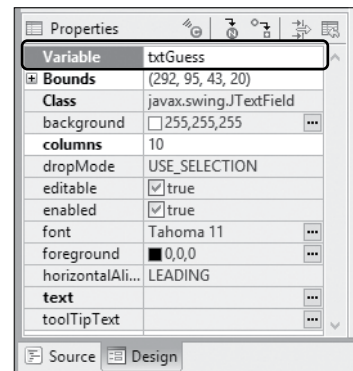 Properties
Variable txtGuess
Bounds (292, 95, 43, 20)
Class javax.swing.JTextField
background 255,255,255
columns 10
dropMode USE_SELECTION
editable true
enabled true
font Tahoma 11
foreground 0,0,0
horizontalAli... LEADING
text
toolTipText
Source Design